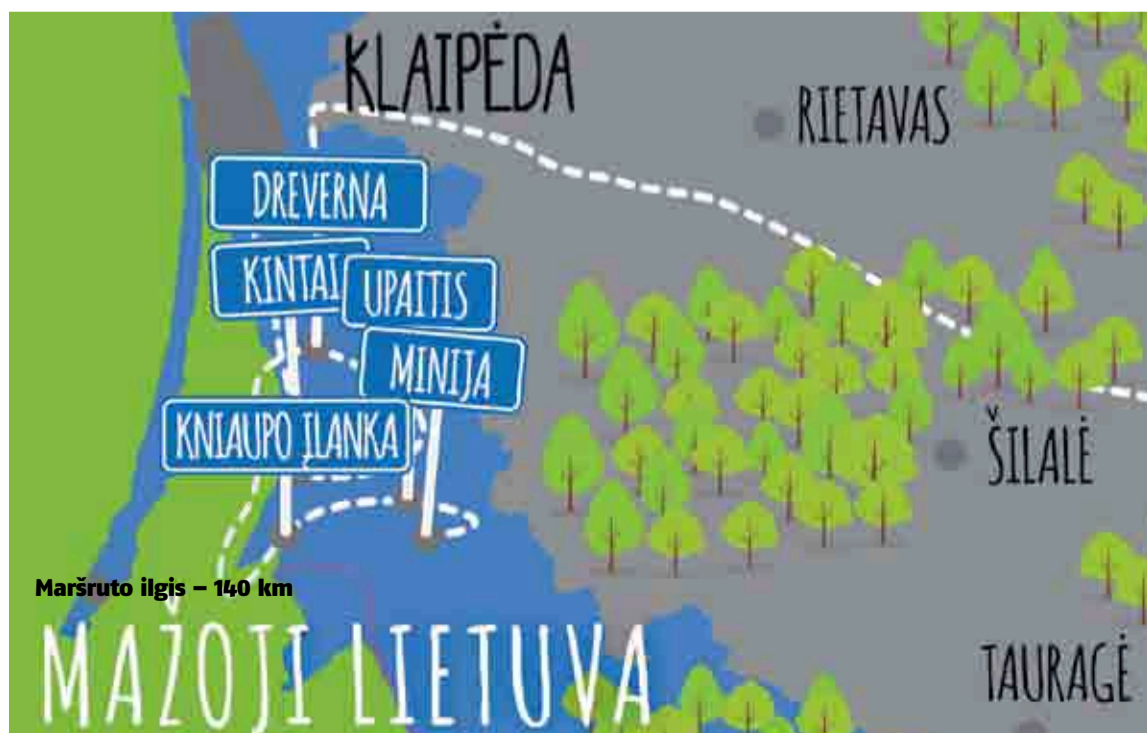 KLAIPĖDA
RIETAVAS
DREVERNA
KINTAI
UPAITIS
MINIJA
KNIAUPO ĮLANKA
ŠILALĖ
Maršruto ilgis – 140 km
MAŽOJI LIETUVA
TAURAGĖ